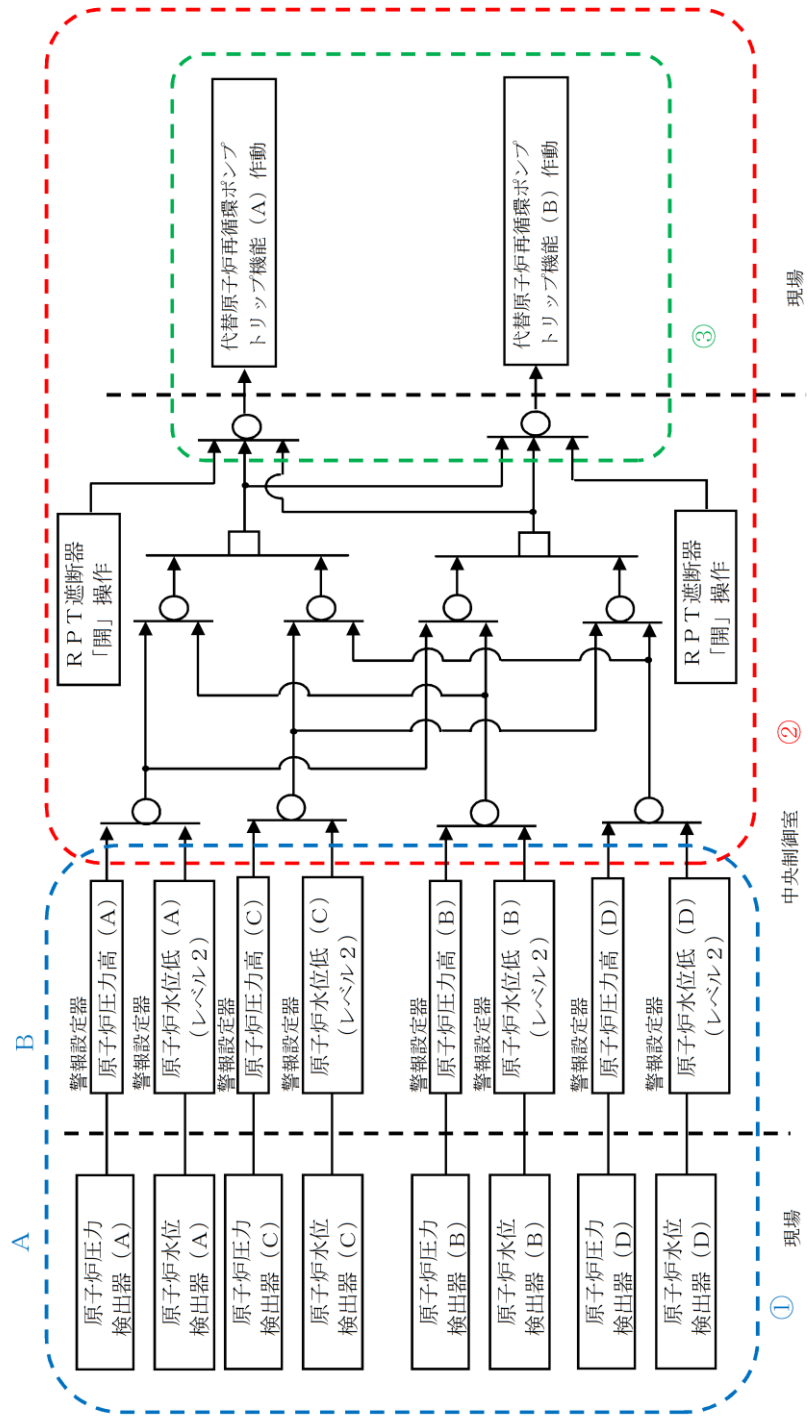 A
B
原子炉圧力
検出器(A)
警報設定器
原子炉圧力高(A)
原子炉水位
検出器(A)
警報設定器
原子炉水位低(A)
(レベル2)
原子炉圧力
検出器(C)
警報設定器
原子炉圧力高(C)
原子炉水位
検出器(C)
警報設定器
原子炉水位低(C)
(レベル2)
原子炉圧力
検出器(B)
警報設定器
原子炉圧力高(B)
原子炉水位
検出器(B)
警報設定器
原子炉水位低(B)
(レベル2)
原子炉圧力
検出器(D)
警報設定器
原子炉圧力高(D)
原子炉水位
検出器(D)
警報設定器
原子炉水位低(D)
(レベル2)
RPT遮断器
「開」操作
RPT遮断器
「開」操作
代替原子炉再循環ポンプ
トリップ機能(A)作動
代替原子炉再循環ポンプ
トリップ機能(B)作動
①
②
③
現場
中央制御室
現場